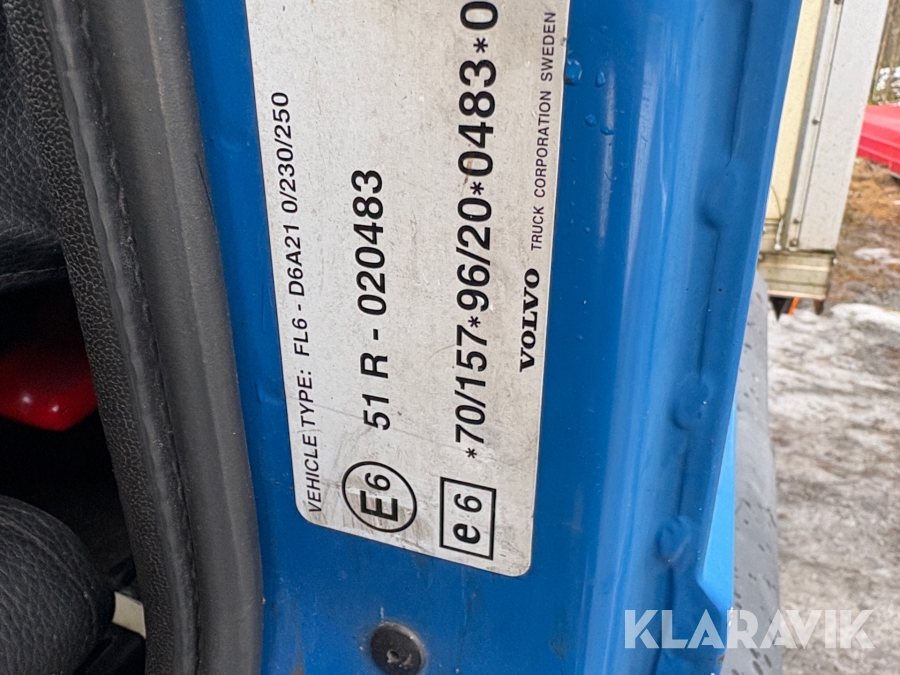 VEHICLE TYPE: FL6 - D6A21 0/230/250
E6 51 R - 020483
e6 *70/157*96/20*0483*0
VOLVO TRUCK CORPORATION SWEDEN
KLARAVIK